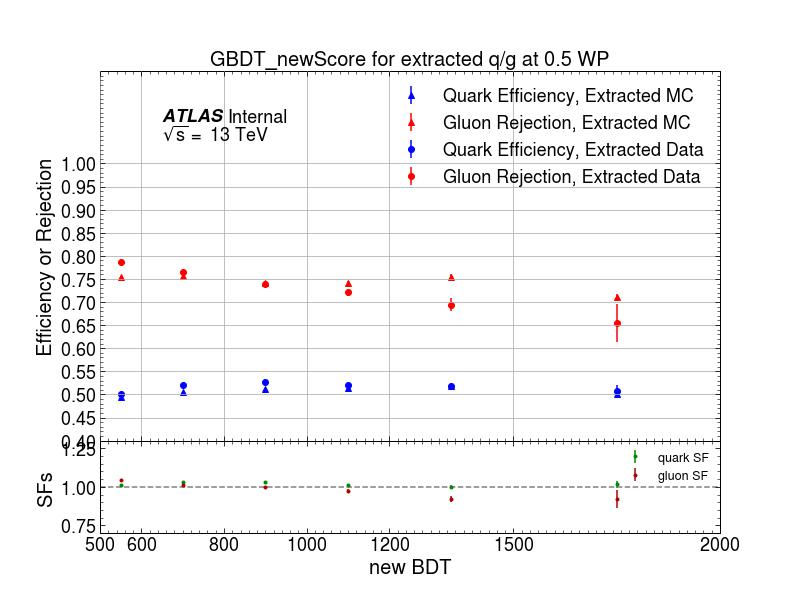 GBDT_newScore for extracted q/g at 0.5 WP
ATLAS Internal
√s = 13 TeV
Quark Efficiency, Extracted MC
Gluon Rejection, Extracted MC
Quark Efficiency, Extracted Data
Gluon Rejection, Extracted Data
Efficiency or Rejection
1.00
0.95
0.90
0.85
0.80
0.75
0.70
0.65
0.60
0.55
0.50
0.45
0.40
SFs
1.25
1.00
0.75
quark SF
gluon SF
500 600 800 1000 1200 1500 2000
new BDT